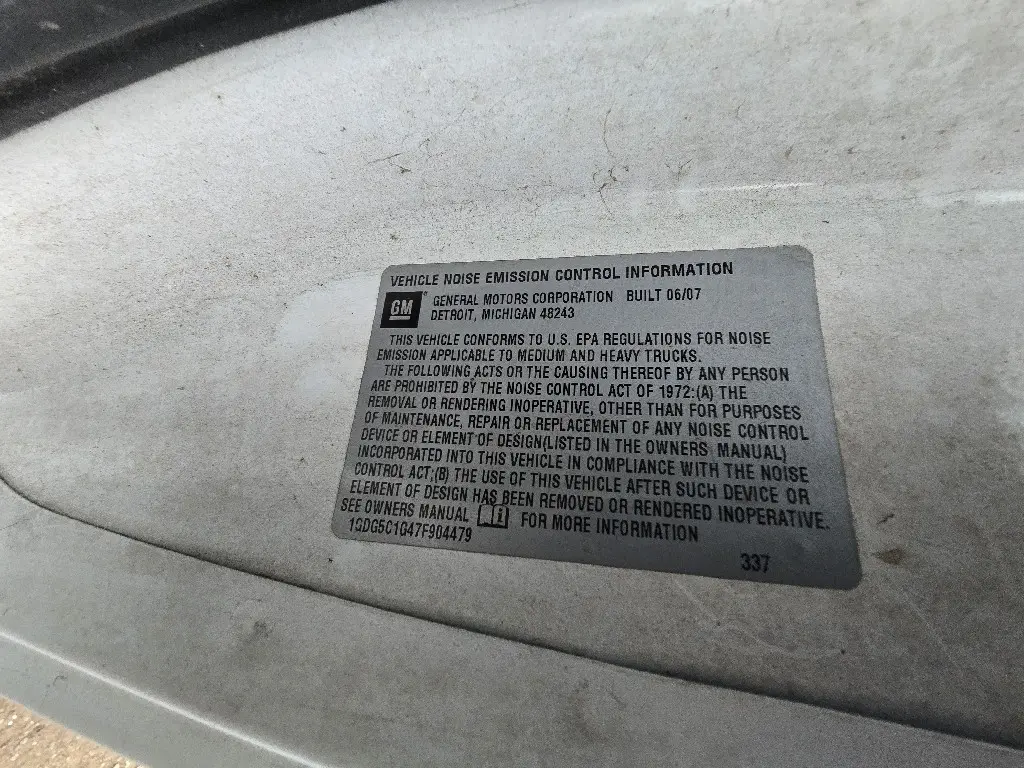 VEHICLE NOISE EMISSION CONTROL INFORMATION
GM ® GENERAL MOTORS CORPORATION BUILT 06/07
DETROIT, MICHIGAN 48243
THIS VEHICLE CONFORMS TO U.S. EPA REGULATIONS FOR NOISE
EMISSION APPLICABLE TO MEDIUM AND HEAVY TRUCKS.
THE FOLLOWING ACTS OR THE CAUSING THEREOF BY ANY PERSON
ARE PROHIBITED BY THE NOISE CONTROL ACT OF 1972:(A) THE
REMOVAL OR RENDERING INOPERATIVE, OTHER THAN FOR PURPOSES
OF MAINTENANCE, REPAIR OR REPLACEMENT OF ANY NOISE CONTROL
DEVICE OR ELEMENT OF DESIGN(LISTED IN THE OWNERS MANUAL)
INCORPORATED INTO THIS VEHICLE IN COMPLIANCE WITH THE NOISE
CONTROL ACT;(B) THE USE OF THIS VEHICLE AFTER SUCH DEVICE OR
ELEMENT OF DESIGN HAS BEEN REMOVED OR RENDERED INOPERATIVE.
SEE OWNERS MANUAL i FOR MORE INFORMATION
1GDG5C1G47F904479
337